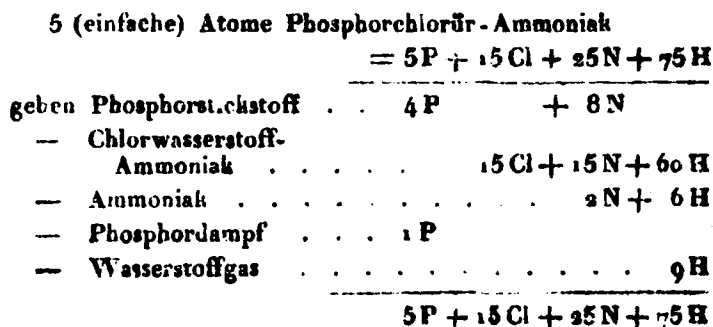 5 (einfache) Atome Phosphorchlorür-Ammoniak
= 5P + 15Cl + 25N + 75H
geben Phosphorstickstoff . . 4P + 8N
— Chlorwasserstoff-
Ammoniak . . . . . 15Cl + 15N + 60H
— Ammoniak . . . . . . . . . . 2N + 6H
— Phosphordampf . . . 1P
— Wasserstoffgas . . . . . . . . . . 9H
5P + 15Cl + 25N + 75H